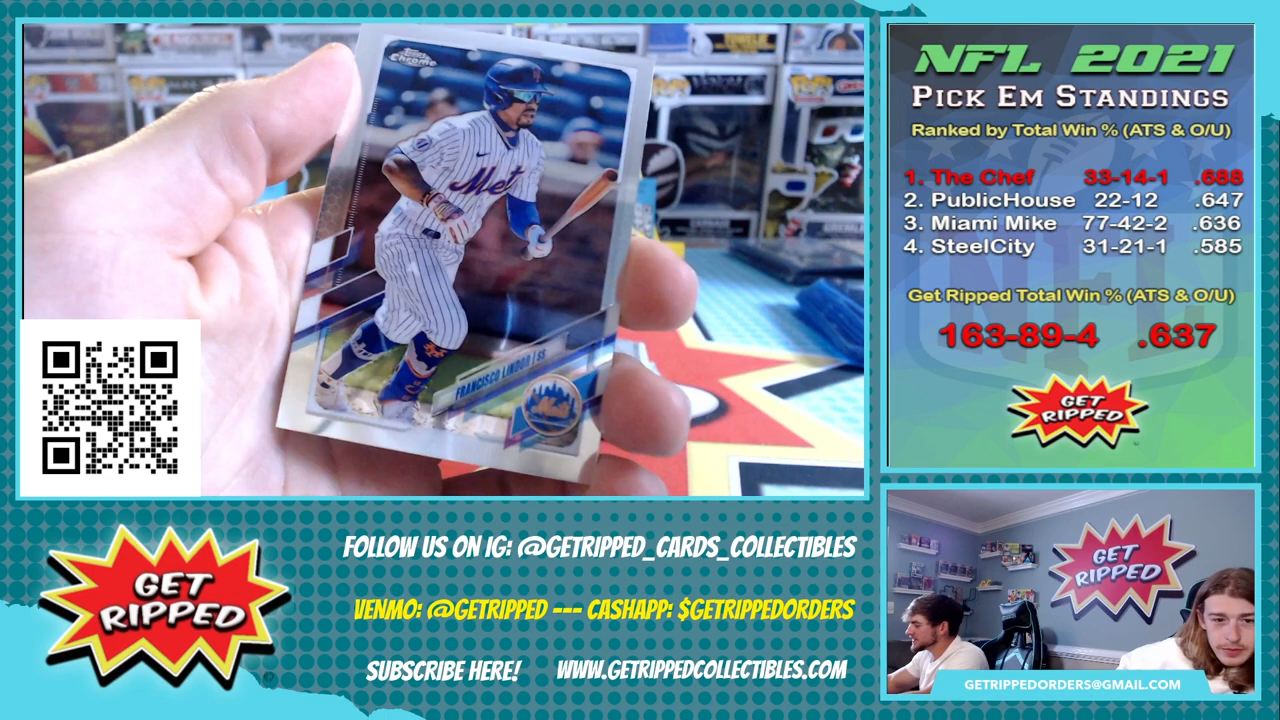 Topps
Chrome
Mets
FRANCISCO LINDOR | SS
NFL 2021
PICK EM STANDINGS
Ranked by Total Win % (ATS & O/U)
1. The Chef 33-14-1 .688
2. PublicHouse 22-12 .647
3. Miami Mike 77-42-2 .636
4. SteelCity 31-21-1 .585
Get Ripped Total Win % (ATS & O/U)
163-89-4 .637
GET
RIPPED
GET
RIPPED
FOLLOW US ON IG: @GETRIPPED_CARDS_COLLECTIBLES
VENMO: @GETRIPPED --- CASHAPP: $GETRIPPEDORDERS
SUBSCRIBE HERE! WWW.GETRIPPEDCOLLECTIBLES.COM
GET
RIPPED
GETRIPPEDORDERS@GMAIL.COM